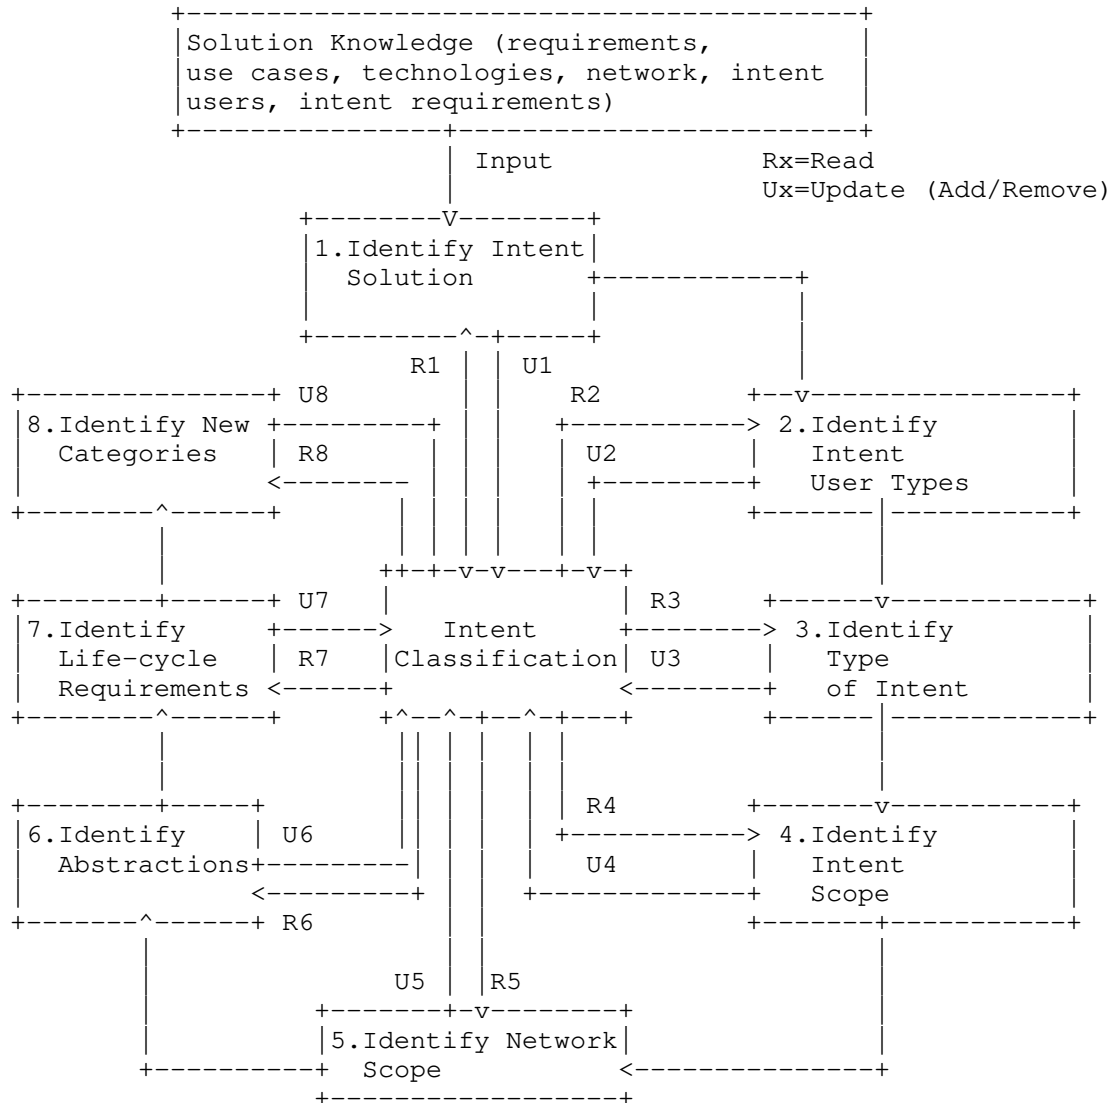 Solution Knowledge (requirements,
use cases, technologies, network, intent
users, intent requirements)
Input
Rx=Read
Ux=Update (Add/Remove)
1.Identify Intent
Solution
R1
U1
U8
R2
8.Identify New
Categories
R8
U2
2.Identify
Intent
User Types
U7
R3
7.Identify
Life-cycle
Requirements
R7
Intent
Classification
U3
3.Identify
Type
of Intent
R4
6.Identify
Abstractions
U6
U4
4.Identify
Intent
Scope
R6
U5
R5
5.Identify Network
Scope